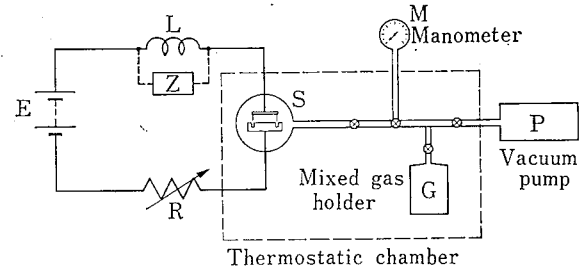 L
Z
E
R
S
M
Manometer
P
Vacuum
pump
Mixed gas
holder
G
Thermostatic chamber